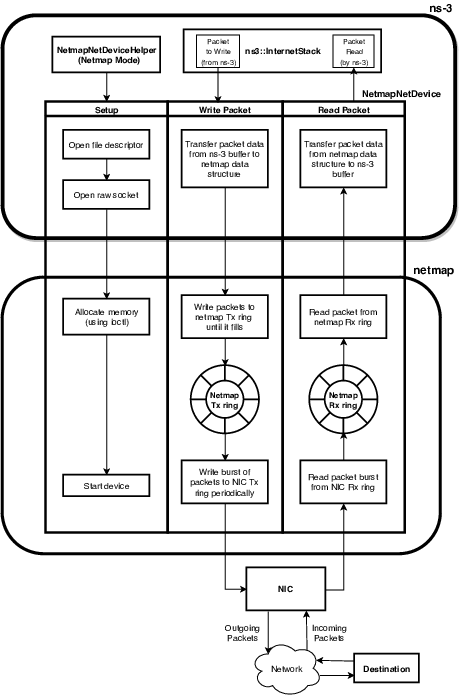 ns-3
NetmapNetDeviceHelper
(Netmap Mode)
Packet
to Write
(from ns-3)
ns3::InternetStack
Packet
Read
(by ns-3)
NetmapNetDevice
Setup
Write Packet
Read Packet
Open file descriptor
Open raw socket
Transfer packet data
from ns-3 buffer to
netmap data
structure
Transfer packet data
from netmap data
structure to ns-3
buffer
netmap
Allocate memory
(using ioctl)
Write packets to
netmap Tx ring
until it fills
Read packet from
netmap Rx ring
Netmap
Tx ring
Netmap
Rx ring
Start device
Write burst of
packets to NIC Tx
ring periodically
Read packet burst
from NIC Rx ring
NIC
Outgoing
Packets
Incoming
Packets
Network
Destination